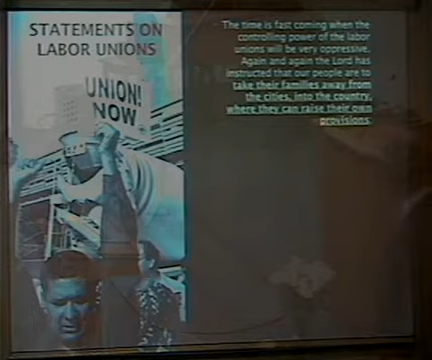 STATEMENTS ON
LABOR UNIONS
UNION!
NOW
The time is fast coming when the
controlling power of the labor
unions will be very oppressive.
Again and again the Lord has
instructed that our people are to
take their families away from
the cities, into the country,
where they can raise their own
provisions